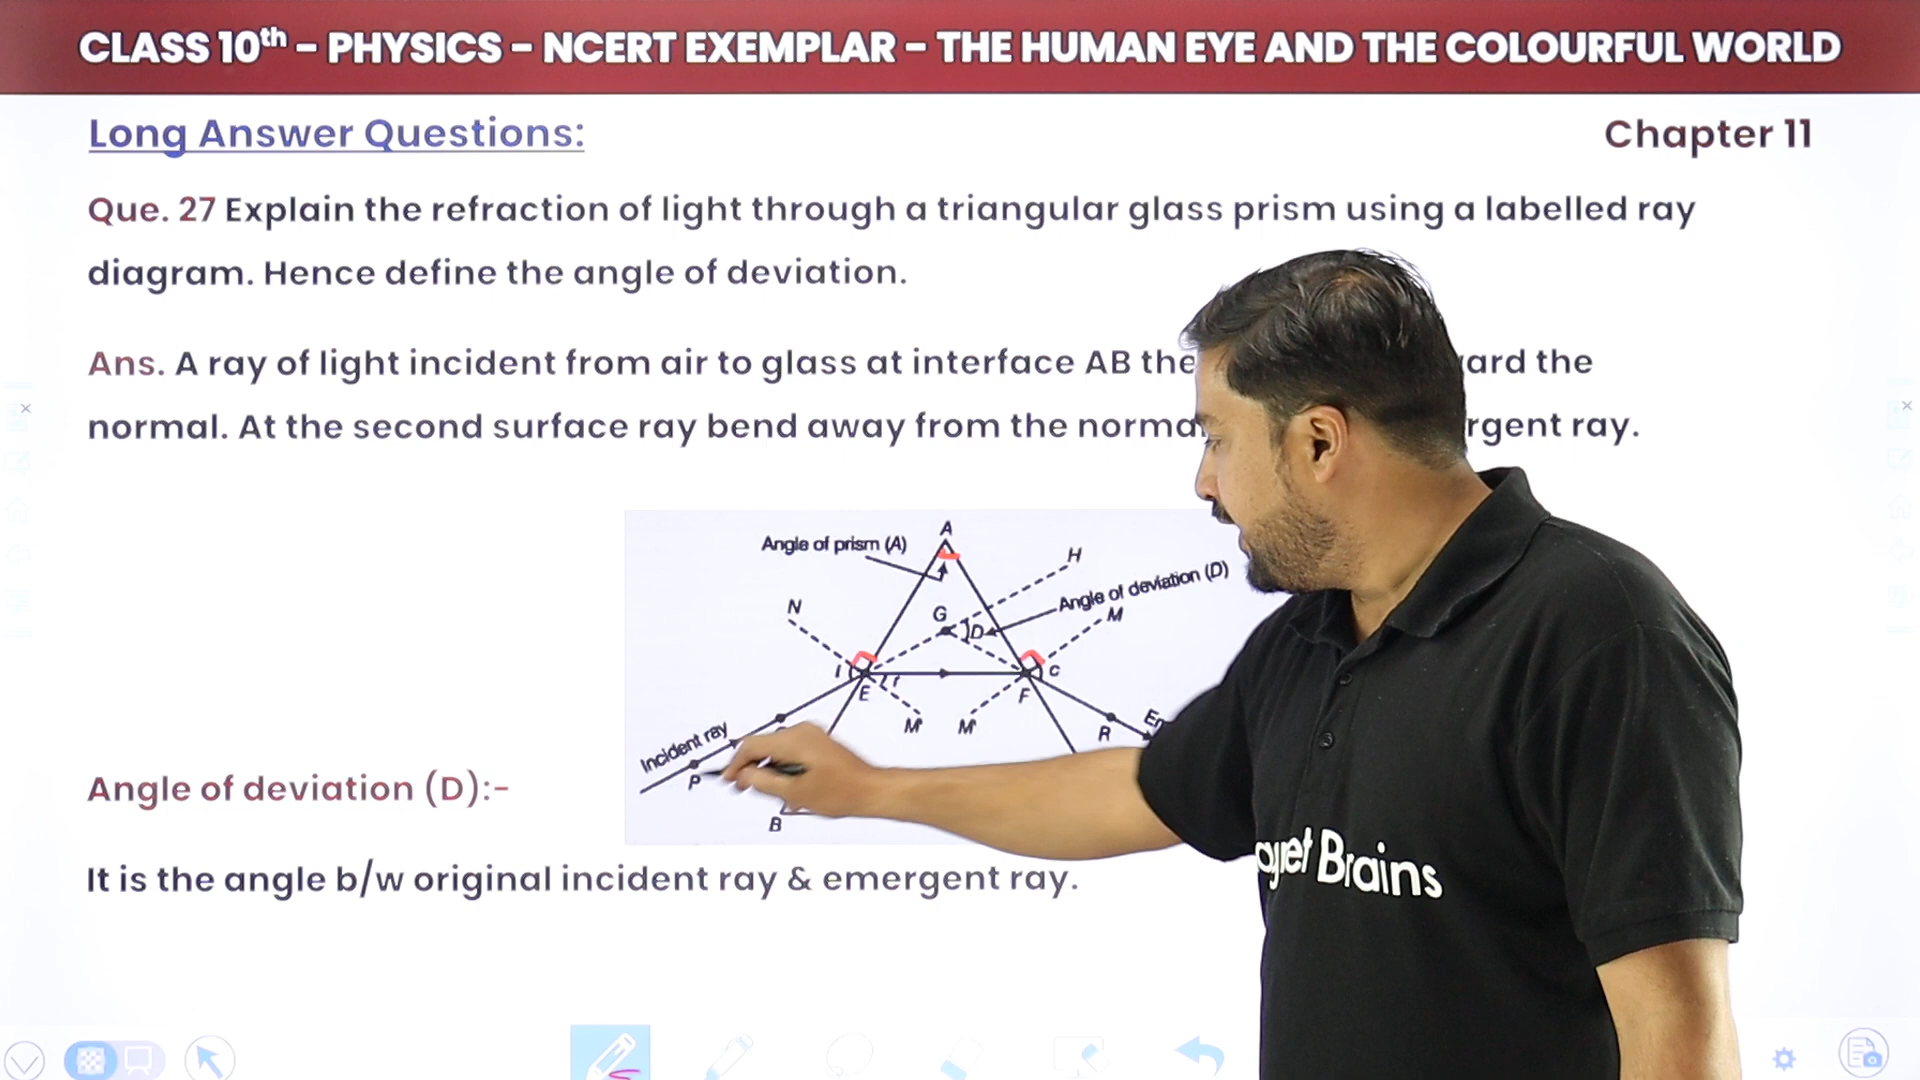 CLASS 10th – PHYSICS – NCERT EXEMPLAR – THE HUMAN EYE AND THE COLOURFUL WORLD
Long Answer Questions:
Chapter 11
Que. 27 Explain the refraction of light through a triangular glass prism using a labelled ray
diagram. Hence define the angle of deviation.
Ans. A ray of light incident from air to glass at interface AB the ard the
normal. At the second surface ray bend away from the norma rgent ray.
A
Angle of prism (A)
H
Angle of deviation (D)
N
G
D
M
I
r
C
E
F
M'
M'
Incident ray
P
R
B
Angle of deviation (D):-
It is the angle b/w original incident ray & emergent ray.
Brains